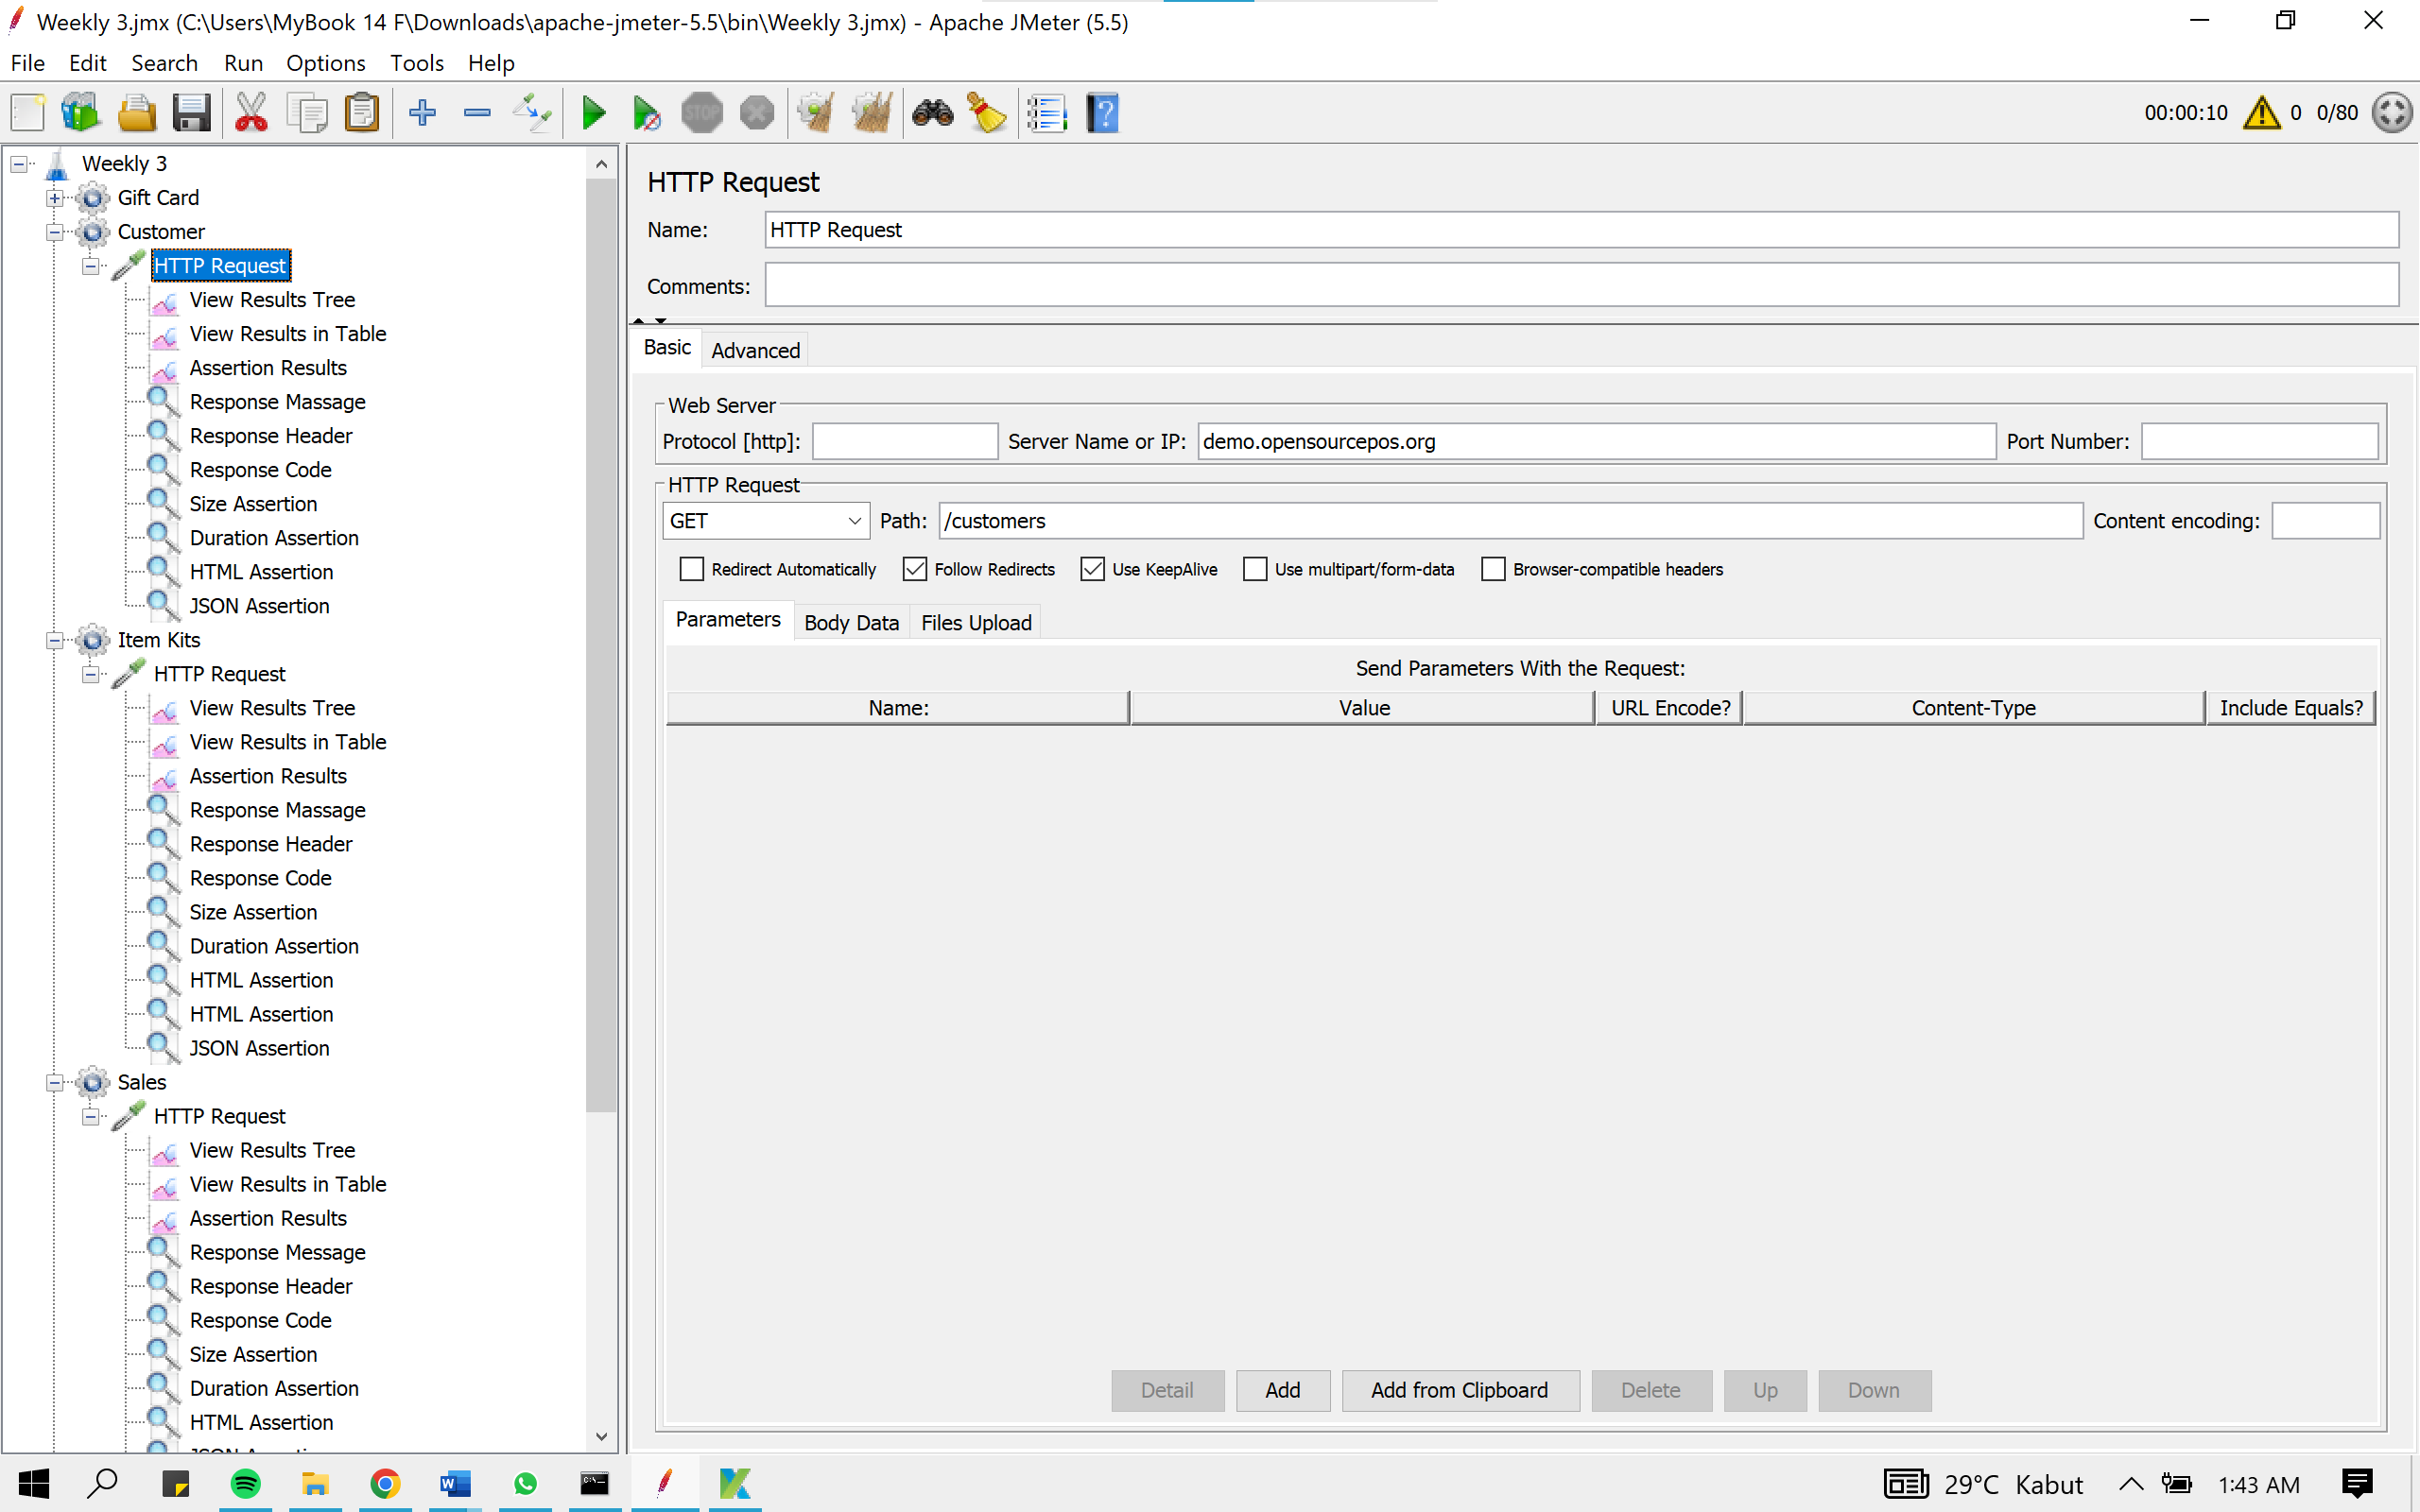 Weekly 3.jmx (C:\Users\MyBook 14 F\Downloads\apache-jmeter-5.5\bin\Weekly 3.jmx) - Apache JMeter (5.5)
File Edit Search Run Options Tools Help
STOP
00:00:10 0 0/80
Weekly 3
Gift Card
Customer
HTTP Request
View Results Tree
View Results in Table
Assertion Results
Response Massage
Response Header
Response Code
Size Assertion
Duration Assertion
HTML Assertion
JSON Assertion
Item Kits
HTTP Request
View Results Tree
View Results in Table
Assertion Results
Response Massage
Response Header
Response Code
Size Assertion
Duration Assertion
HTML Assertion
HTML Assertion
JSON Assertion
Sales
HTTP Request
View Results Tree
View Results in Table
Assertion Results
Response Message
Response Header
Response Code
Size Assertion
Duration Assertion
HTML Assertion
HTTP Request
Name: HTTP Request
Comments:
Basic Advanced
Web Server
Protocol [http]: Server Name or IP: demo.opensourcepos.org Port Number:
HTTP Request
GET Path: /customers Content encoding:
Redirect Automatically Follow Redirects Use KeepAlive Use multipart/form-data Browser-compatible headers
Parameters Body Data Files Upload
Send Parameters With the Request:
Name: Value URL Encode? Content-Type Include Equals?
Detail Add Add from Clipboard Delete Up Down
29°C Kabut 1:43 AM